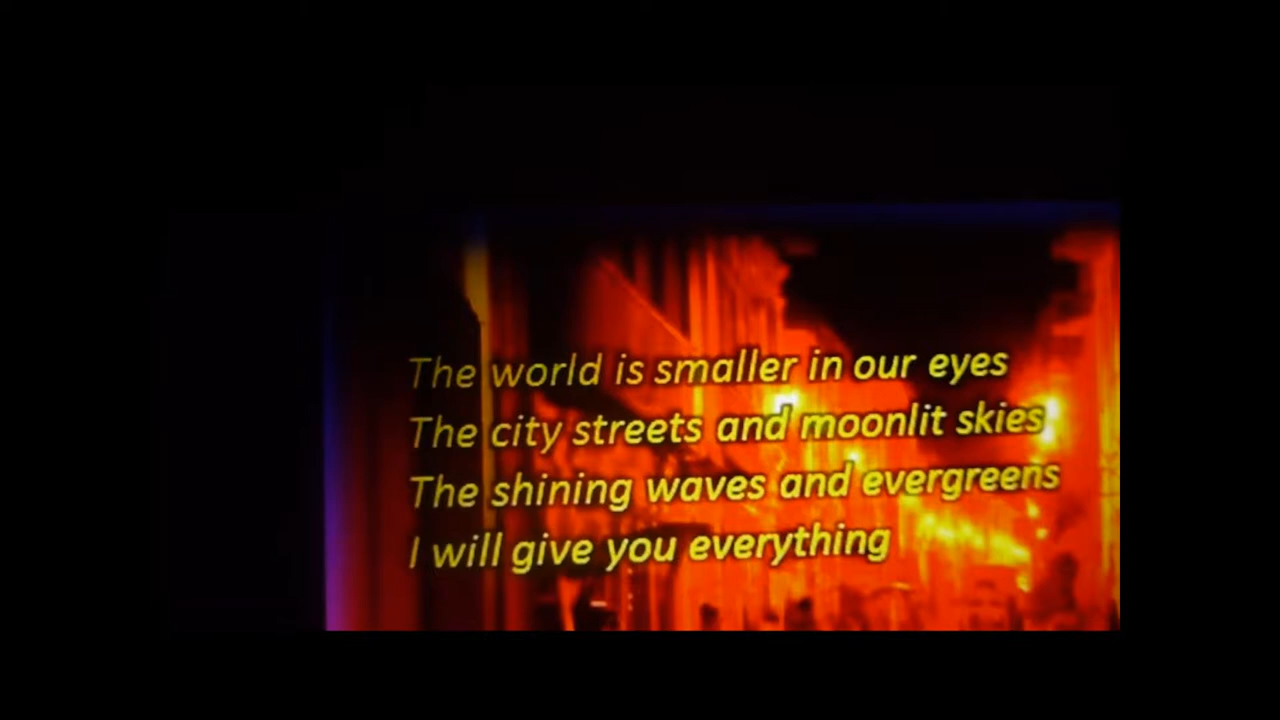 The world is smaller in our eyes
The city streets and moonlit skies
The shining waves and evergreens
I will give you everything